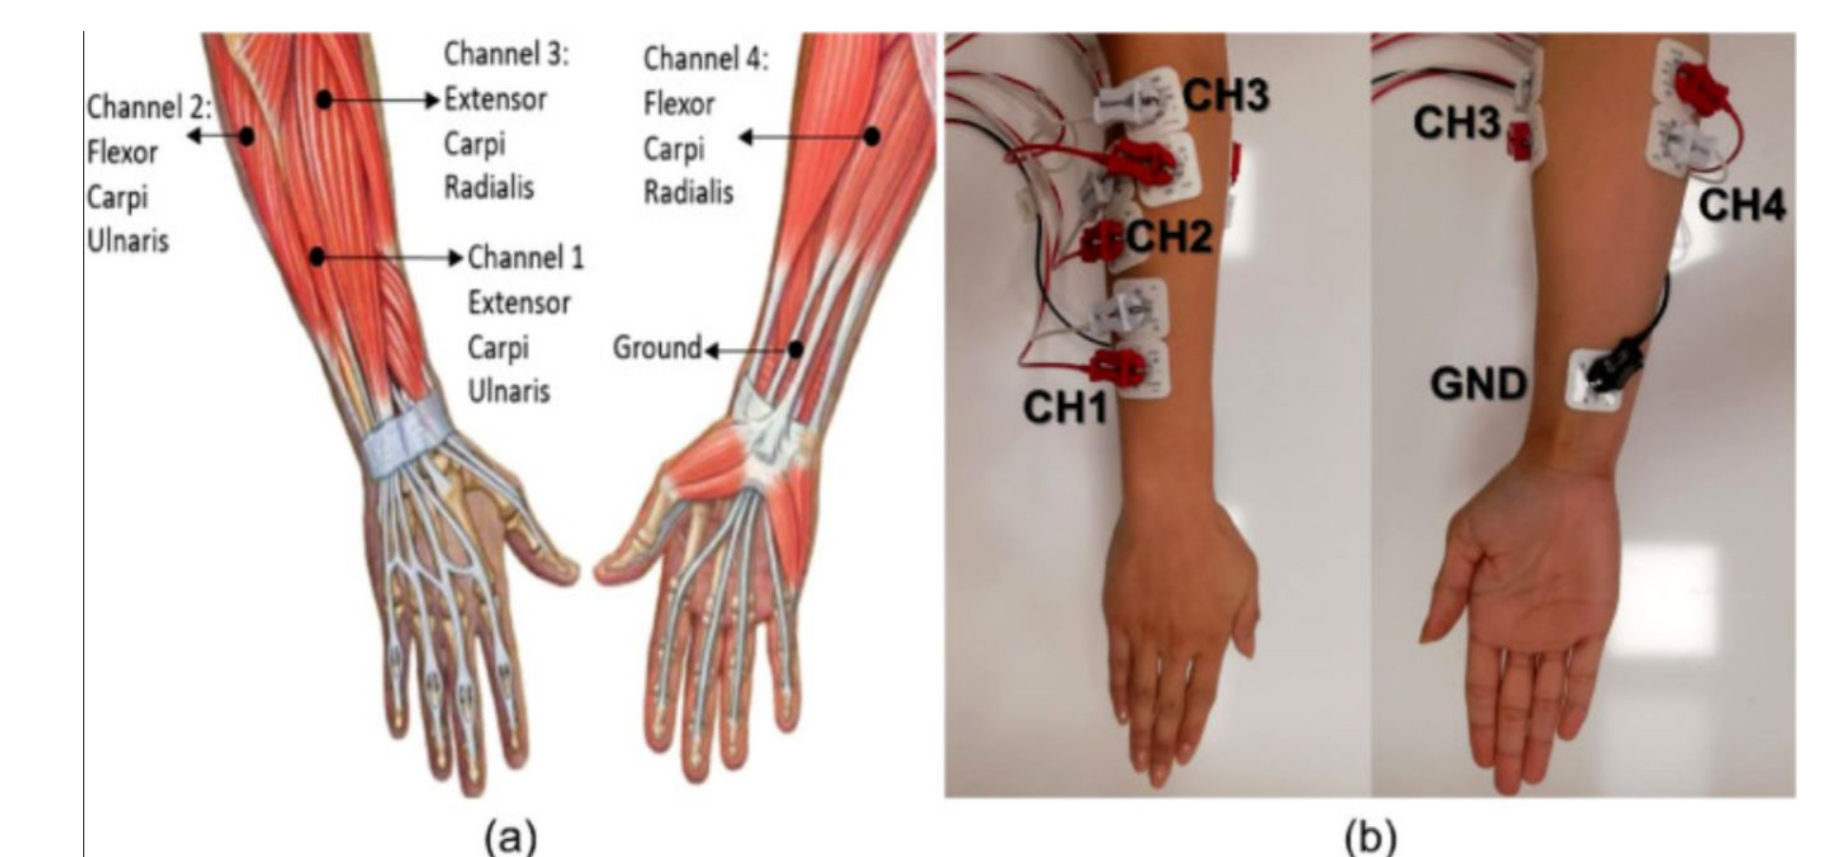 Channel 2:
Flexor
Carpi
Ulnaris
Channel 3:
Extensor
Carpi
Radialis
Channel 1
Extensor
Carpi
Ulnaris
Channel 4:
Flexor
Carpi
Radialis
Ground
(a)
CH3
CH2
CH1
CH3
CH4
GND
(b)